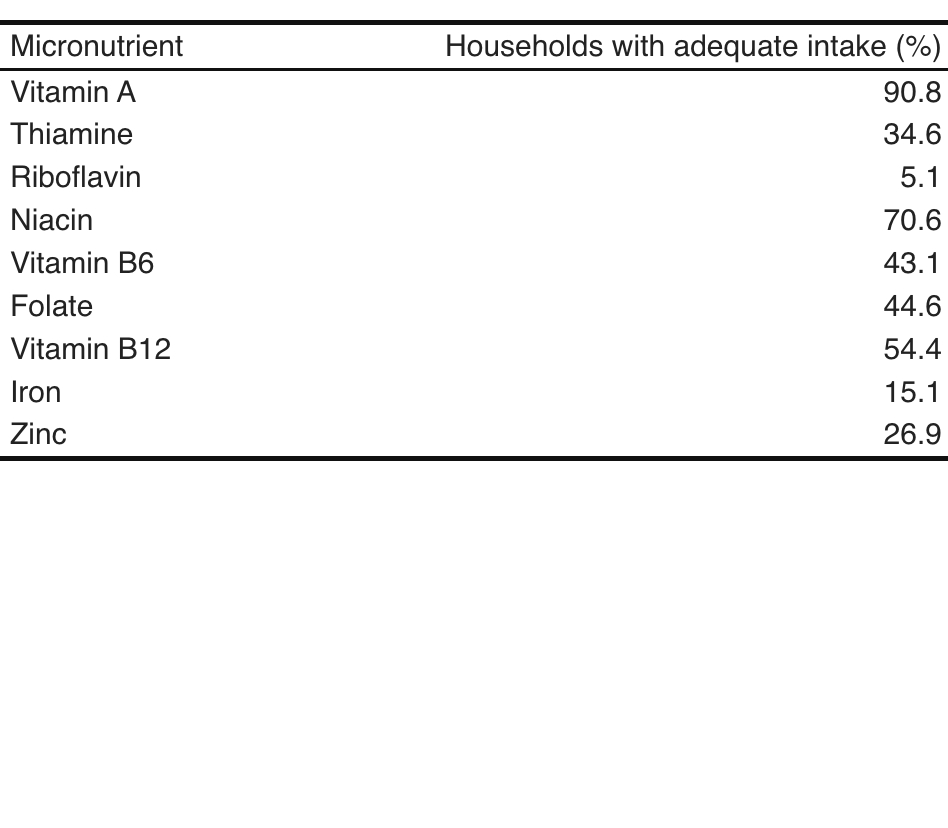 Micronutrient Households with adequate intake (%)
Vitamin A 90.8
Thiamine 34.6
Riboflavin 5.1
Niacin 70.6
Vitamin B6 43.1
Folate 44.6
Vitamin B12 54.4
Iron 15.1
Zinc 26.9